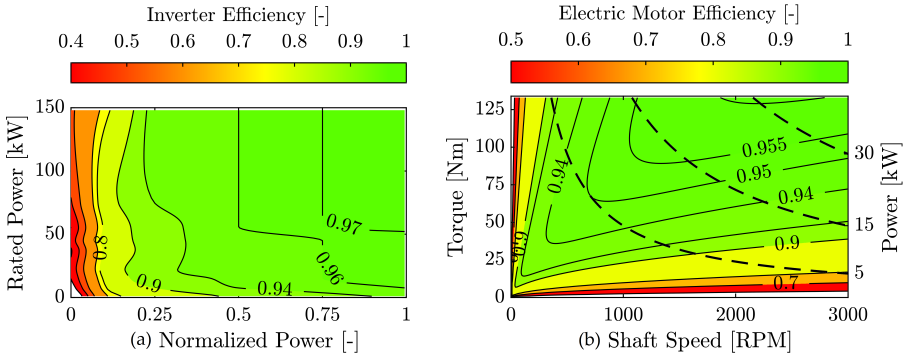 Inverter Efficiency [-]
0.4 0.5 0.6 0.7 0.8 0.9 1
Rated Power [kW]
150
100
50
0
0.8
0.9
0.94
0.96
0.97
0 0.25 0.5 0.75 1
(a) Normalized Power [-]
Electric Motor Efficiency [-]
0.5 0.6 0.7 0.8 0.9 1
Torque [Nm]
125
100
75
50
25
0
0.9
0.94
0.955
0.95
0.94
0.9
0.7
30
15
5
Power [kW]
0 1000 2000 3000
(b) Shaft Speed [RPM]